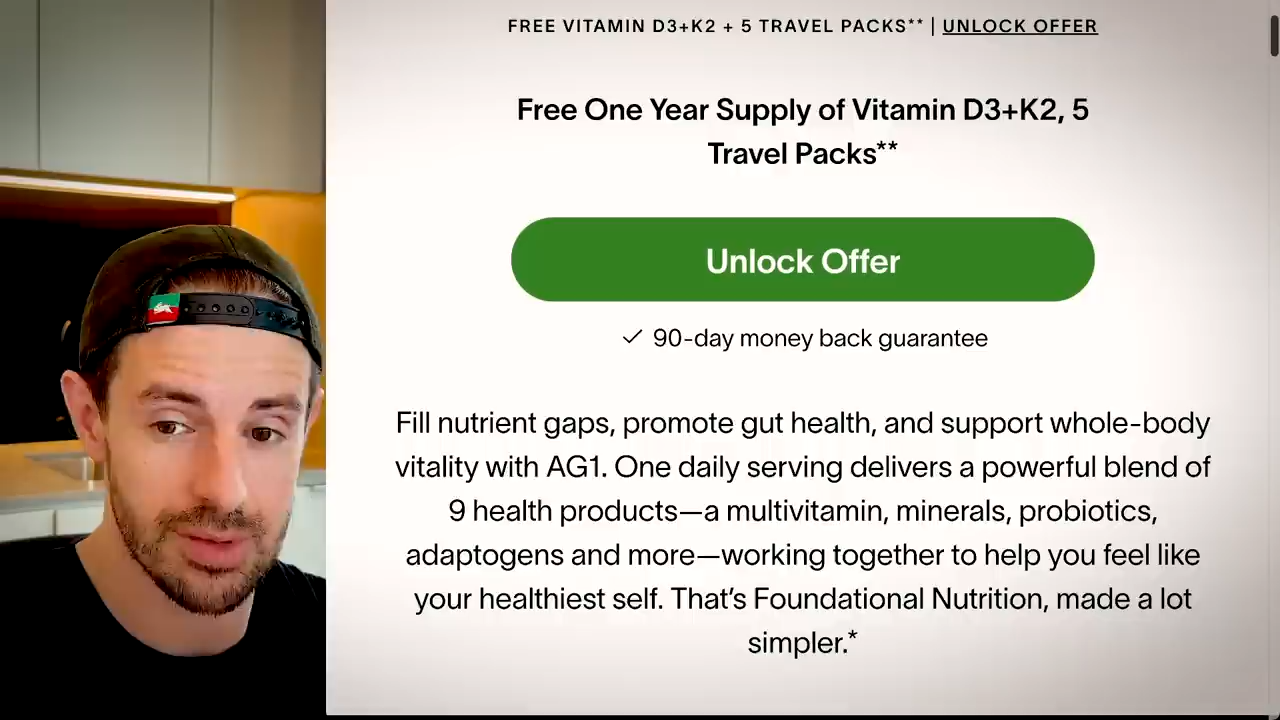 FREE VITAMIN D3+K2 + 5 TRAVEL PACKS** | UNLOCK OFFER
Free One Year Supply of Vitamin D3+K2, 5
Travel Packs**
Unlock Offer
✓ 90-day money back guarantee
Fill nutrient gaps, promote gut health, and support whole-body
vitality with AG1. One daily serving delivers a powerful blend of
9 health products—a multivitamin, minerals, probiotics,
adaptogens and more—working together to help you feel like
your healthiest self. That’s Foundational Nutrition, made a lot
simpler.*